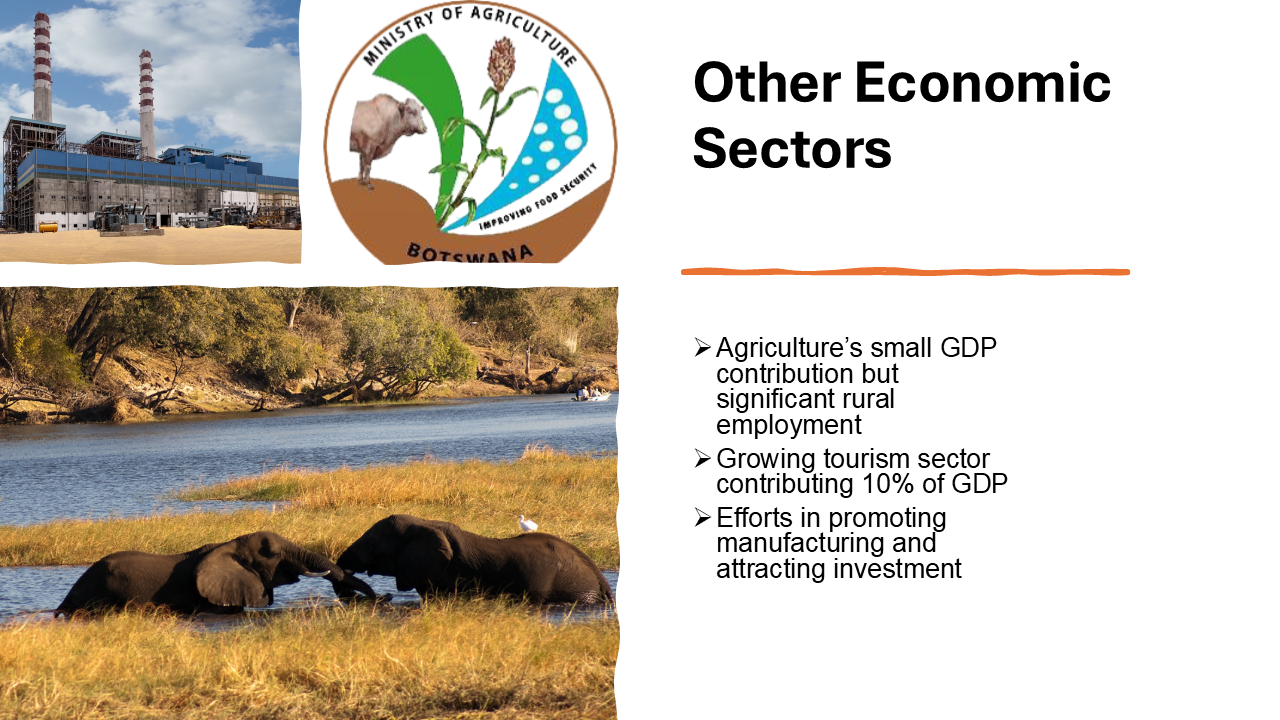 MINISTRY OF AGRICULTURE
IMPROVING FOOD SECURITY
BOTSWANA
Other Economic
Sectors
⮚Agriculture’s small GDP
contribution but
significant rural
employment
⮚Growing tourism sector
contributing 10% of GDP
⮚Efforts in promoting
manufacturing and
attracting investment